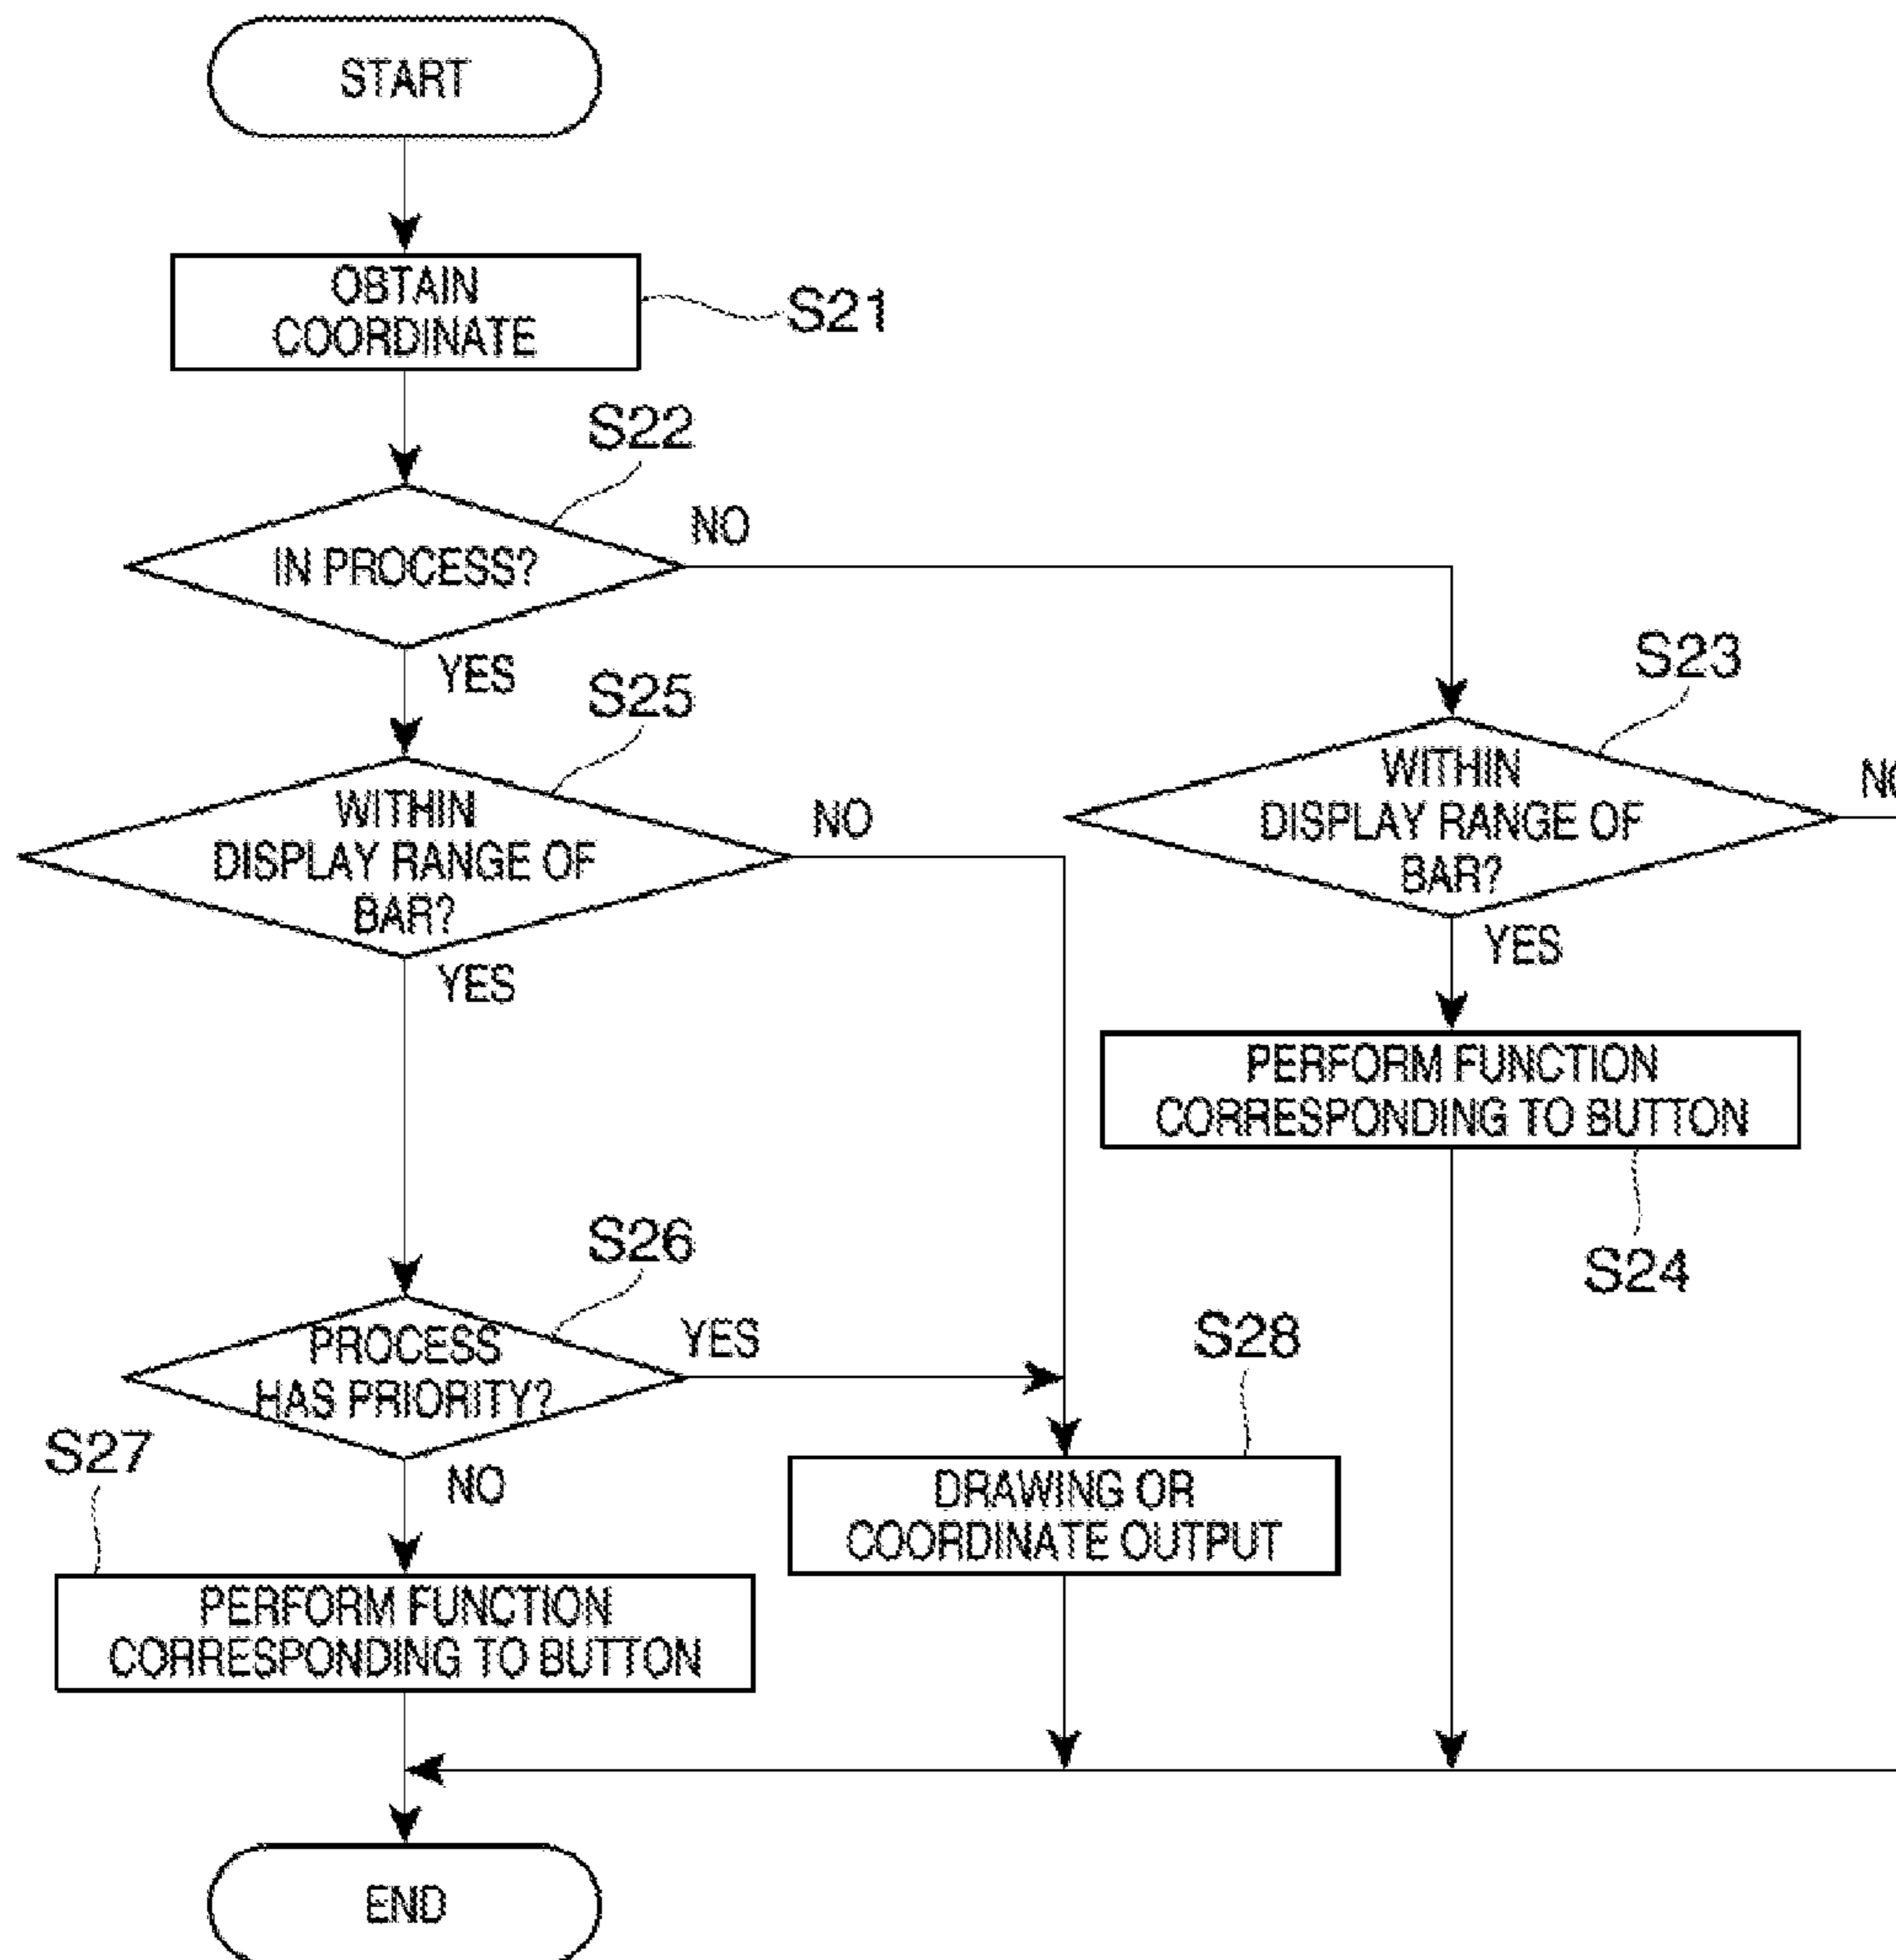 START
OBTAIN
COORDINATE
S21
S22
IN PROCESS?
NO
YES
S23
S25
WITHIN
DISPLAY RANGE OF
BAR?
NO
YES
WITHIN
DISPLAY RANGE OF
BAR?
NO
YES
PERFORM FUNCTION
CORRESPONDING TO BUTTON
S24
S26
PROCESS
HAS PRIORITY?
YES
NO
S28
DRAWING OR
COORDINATE OUTPUT
S27
PERFORM FUNCTION
CORRESPONDING TO BUTTON
END